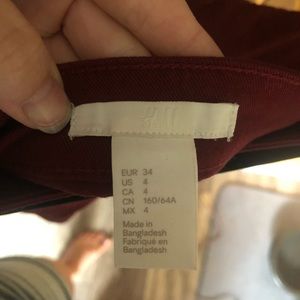 H&M
EUR 34
US 4
CA 4
CN 160/64A
MX 4
Made in
Bangladesh
Fabriqué en
Bangladesh